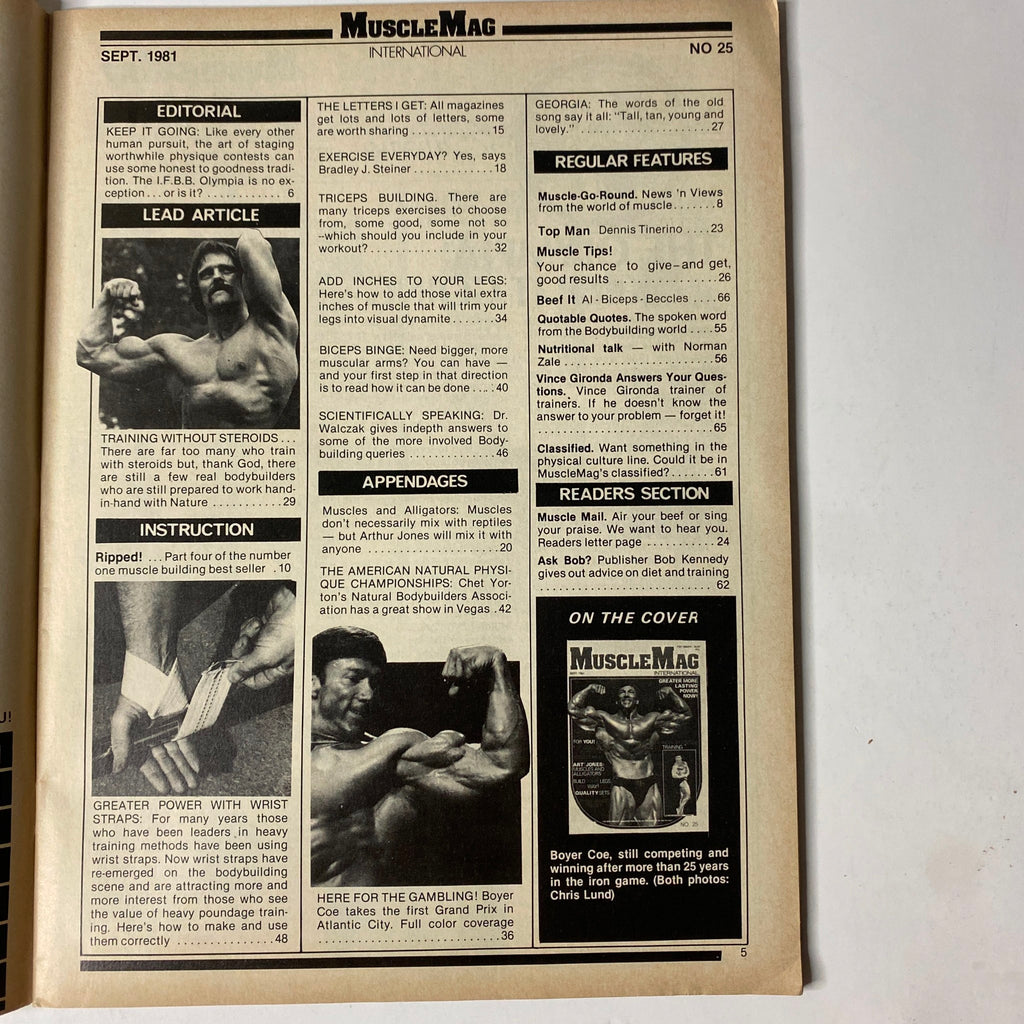 MUSCLEMAG
INTERNATIONAL
SEPT. 1981
NO 25
EDITORIAL
KEEP IT GOING: Like every other
human pursuit, the art of staging
worthwhile physique contests can
use some honest to goodness tradi-
tion. The I.F.B.B. Olympia is no ex-
ception...or is it? ............ 6
LEAD ARTICLE
TRAINING WITHOUT STEROIDS...
There are far too many who train
with steroids but, thank God, there
are still a few real bodybuilders
who are still prepared to work hand-
in-hand with Nature ...........29
INSTRUCTION
Ripped! ...Part four of the number
one muscle building best seller .10
GREATER POWER WITH WRIST
STRAPS: For many years those
who have been leaders in heavy
training methods have been using
wrist straps. Now wrist straps have
re-emerged on the bodybuilding
scene and are attracting more and
more interest from those who see
the value of heavy poundage train-
ing. Here's how to make and use
them correctly ..............48
THE LETTERS I GET: All magazines
get lots and lots of letters, some
are worth sharing ............15
EXERCISE EVERYDAY? Yes, says
Bradley J. Steiner ............18
TRICEPS BUILDING. There are
many triceps exercises to choose
from, some good, some not so
--which should you include in your
workout? ...................32
ADD INCHES TO YOUR LEGS:
Here's how to add those vital extra
inches of muscle that will trim your
legs into visual dynamite .......34
BICEPS BINGE: Need bigger, more
muscular arms? You can have —
and your first step in that direction
is to read how it can be done .....40
SCIENTIFICALLY SPEAKING: Dr.
Walczak gives indepth answers to
some of the more involved Body-
building queries .............46
APPENDAGES
Muscles and Alligators: Muscles
don't necessarily mix with reptiles
— but Arthur Jones will mix it with
anyone .....................20
THE AMERICAN NATURAL PHYSI-
QUE CHAMPIONSHIPS: Chet Yor-
ton's Natural Bodybuilders Associ-
ation has a great show in Vegas .42
HERE FOR THE GAMBLING! Boyer
Coe takes the first Grand Prix in
Atlantic City. Full color coverage
............................36
GEORGIA: The words of the old
song say it all: "Tall, tan, young and
lovely." .....................27
REGULAR FEATURES
Muscle-Go-Round. News 'n Views
from the world of muscle.......8
Top Man Dennis Tinerino ....23
Muscle Tips!
Your chance to give–and get,
good results ................26
Beef It Al-Biceps-Beccles ....66
Quotable Quotes. The spoken word
from the Bodybuilding world ....55
Nutritional talk — with Norman
Zale .......................56
Vince Gironda Answers Your Ques-
tions. Vince Gironda trainer of
trainers. If he doesn't know the
answer to your problem — forget it!
............................65
Classified. Want something in the
physical culture line. Could it be in
MuscleMag's classified?.......61
READERS SECTION
Muscle Mail. Air your beef or sing
your praise. We want to hear you.
Readers letter page ..........24
Ask Bob? Publisher Bob Kennedy
gives out advice on diet and training
............................62
ON THE COVER
MUSCLEMAG
INTERNATIONAL
GREATER MORE
LASTING
POWER
NOW!
FOR YOU!
TRAINING
ART JONES:
MUSCLES AND
ALLIGATORS
BUILD LEGS
QUALITY SETS
NO 25
Boyer Coe, still competing and
winning after more than 25 years
in the iron game. (Both photos:
Chris Lund)
5
U!